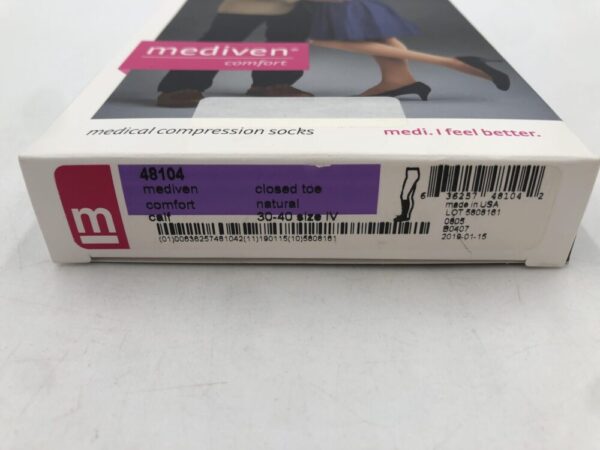 mediven®
comfort
medical compression socks
medi. I feel better.
m
48104
mediven closed toe
comfort natural
calf 30-40 size IV
(01)00636257481042(11)190115(10)5808161
6 36257 48104 2
made in USA
LOT 5808161
0805
B0407
2019-01-15